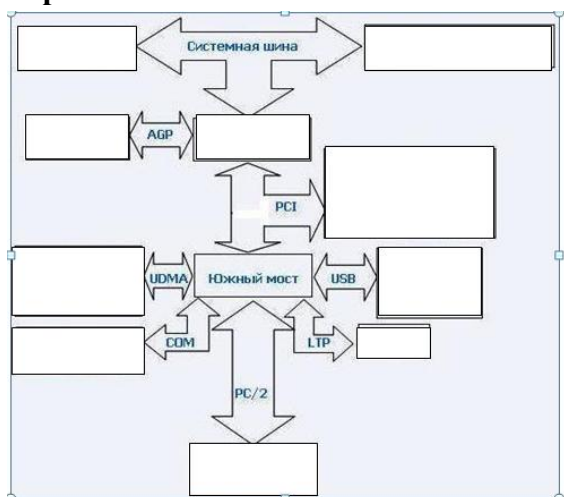 Системная шина
AGP
PCI
UDMA
Южный мост
USB
COM
LTP
PC/2